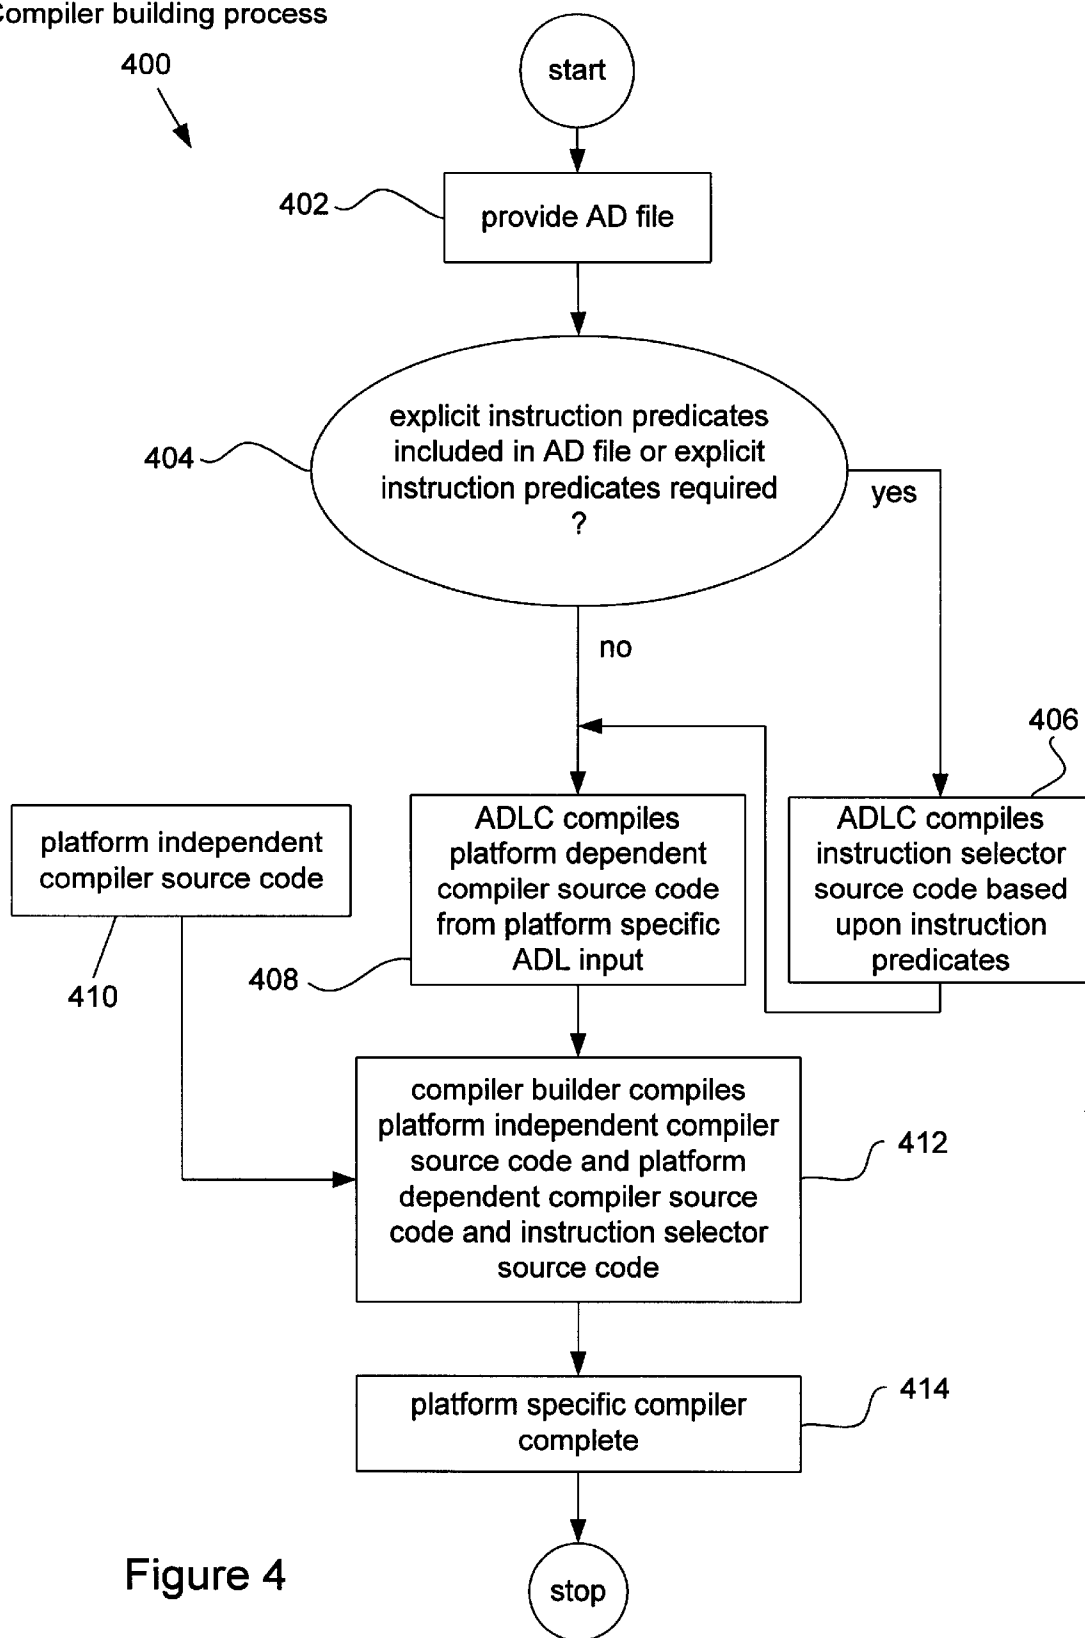 Compiler building process
400
start
402
provide AD file
404
explicit instruction predicates
included in AD file or explicit
instruction predicates required
?
yes
no
406
platform independent
compiler source code
410
ADLC compiles
platform dependent
compiler source code
from platform specific
ADL input
408
ADLC compiles
instruction selector
source code based
upon instruction
predicates
compiler builder compiles
platform independent compiler
source code and platform
dependent compiler source
code and instruction selector
source code
412
platform specific compiler
complete
414
stop
Figure 4